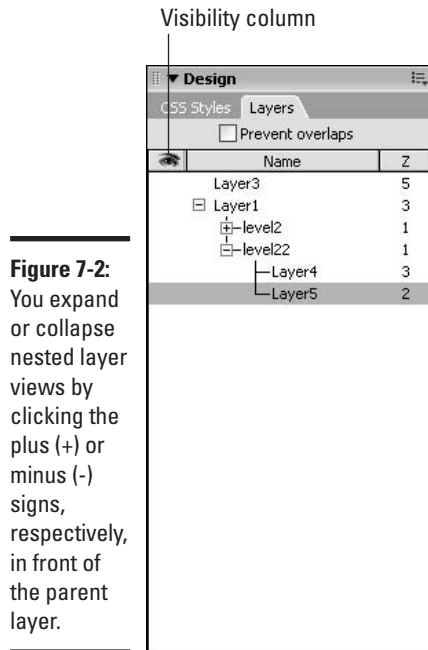 Visibility column
Design
CSS Styles Layers
Prevent overlaps
Name Z
Layer3 5
Layer1 3
level2 1
level22 1
Layer4 3
Layer5 2
Figure 7-2:
You expand
or collapse
nested layer
views by
clicking the
plus (+) or
minus (-)
signs,
respectively,
in front of
the parent
layer.